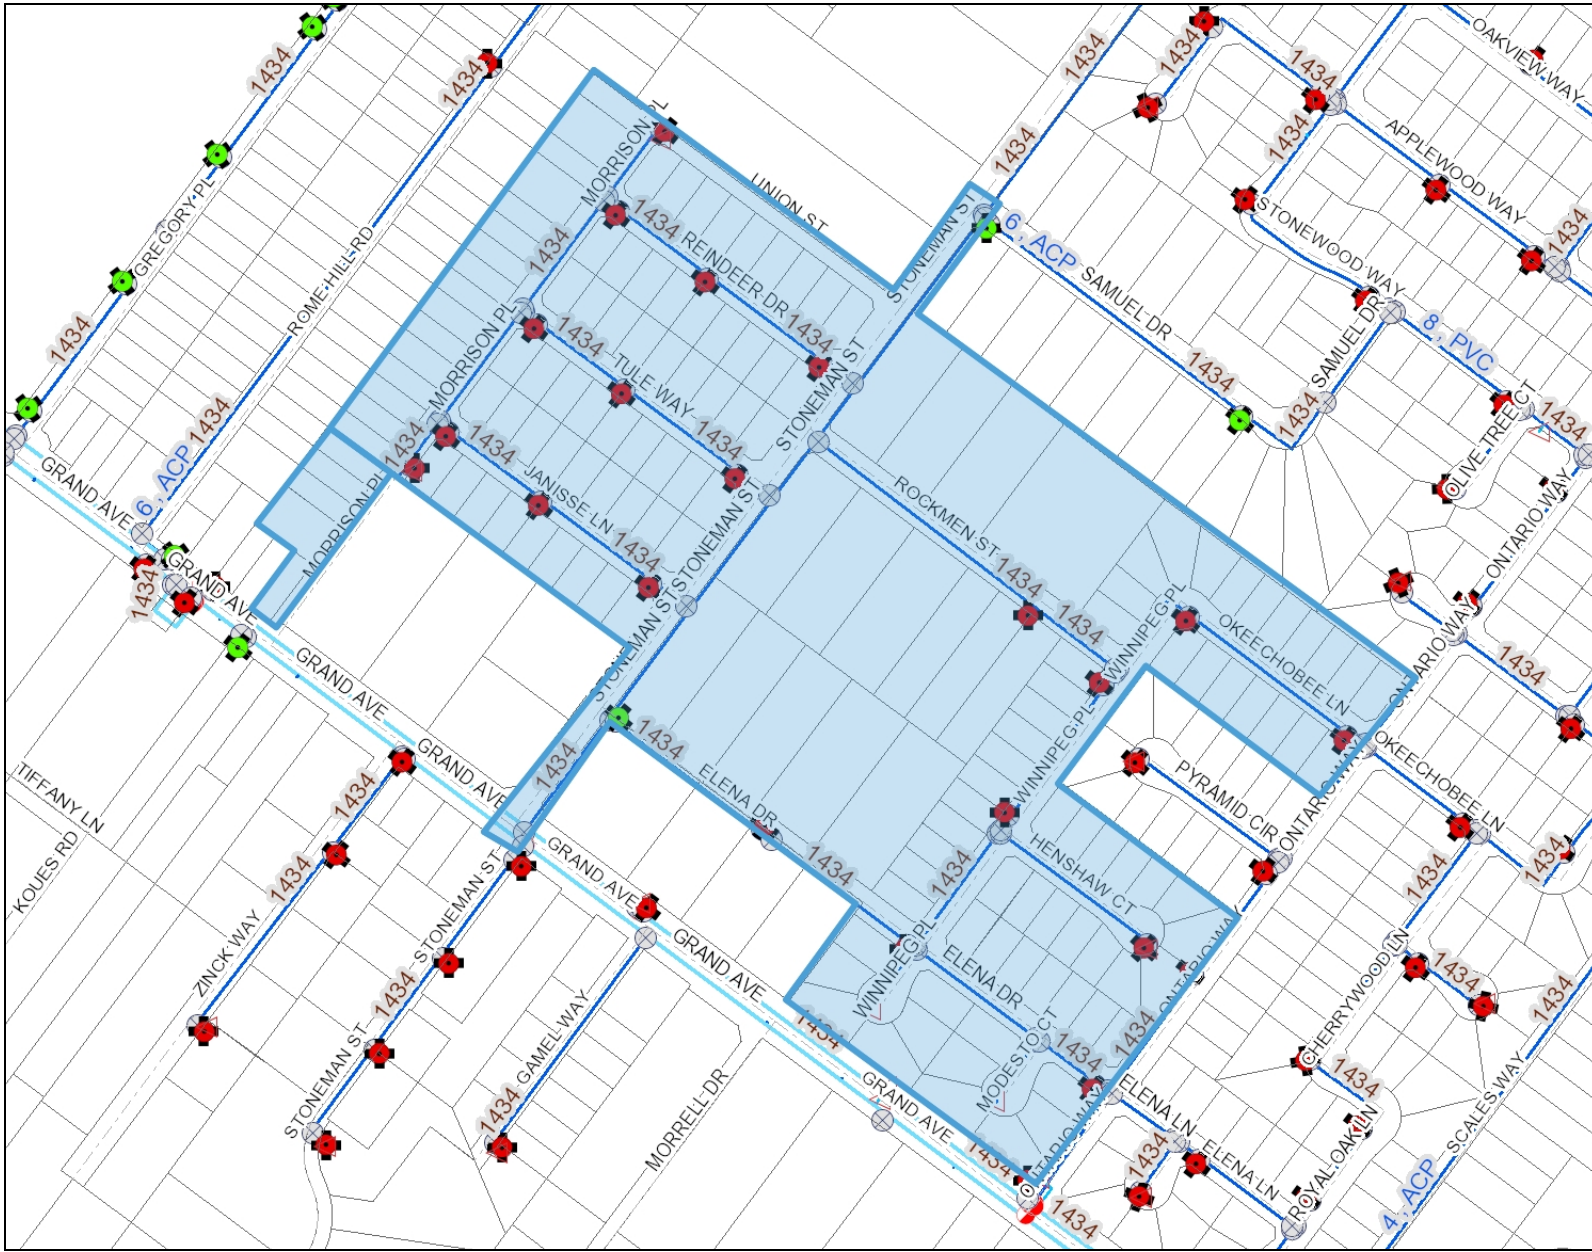 1434
1434
1434
1434
OAKVIEW WAY
1434
1434
1434
APPLEWOOD WAY
1434
MORRISON PL
UNION ST
GREGORY PL
1434
REINDEER DR
STONEMAN ST
6, ACP
SAMUEL DR
STONEWOOD WAY
1434
ROME HILL RD
1434
1434
MORRISON PL
1434
TULE WAY
1434
STONEMAN ST
1434
SAMUEL DR
1434
8, PVC
1434
OLIVE TREE CT
1434
6, ACP
GRAND AVE
1434
1434
JANISSE LN
1434
MORRISON PL
STONEMAN ST
ROCKMEN ST
ONTARIO WAY
1434
GRAND AVE
1434
1434
WINNIPEG PL
OKEECHOBEE LN
ONTARIO WAY
1434
GRAND AVE
STONEMAN ST
1434
1434
ELENA DR
WINNIPEG PL
PYRAMID CIR
ONTARIO WAY
OKEECHOBEE LN
TIFFANY LN
KOUES RD
GRAND AVE
1434
1434
1434
GRAND AVE
1434
1434
HENSHAW CT
1434
1434
ZINCK WAY
STONEMAN ST
GRAND AVE
WINNIPEG PL
ELENA DR
CHERRYWOOD LN
1434
1434
1434
GAMEL WAY
1434
MODESTO CT
1434
1434
STONEMAN ST
1434
MORRELL DR
GRAND AVE
ONTARIO WAY
ELENA LN
1434
SCALES WAY
1434
1434
ELENA LN
ROYAL OAK LN
4, ACP
1434